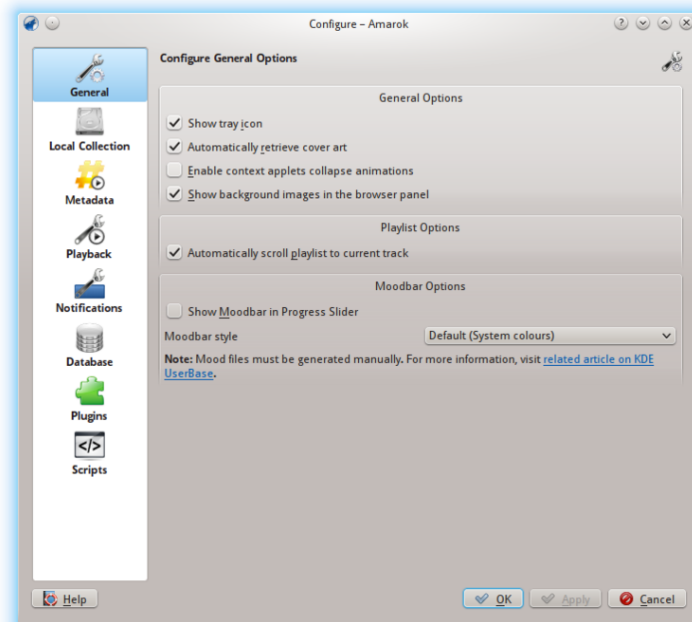 Configure – Amarok
General
Local Collection
Metadata
Playback
Notifications
Database
Plugins
Scripts
Configure General Options
General Options
Show tray icon
Automatically retrieve cover art
Enable context applets collapse animations
Show background images in the browser panel
Playlist Options
Automatically scroll playlist to current track
Moodbar Options
Show Moodbar in Progress Slider
Moodbar style
Default (System colours)
Note: Mood files must be generated manually. For more information, visit related article on KDE
UserBase.
Help
OK
Apply
Cancel